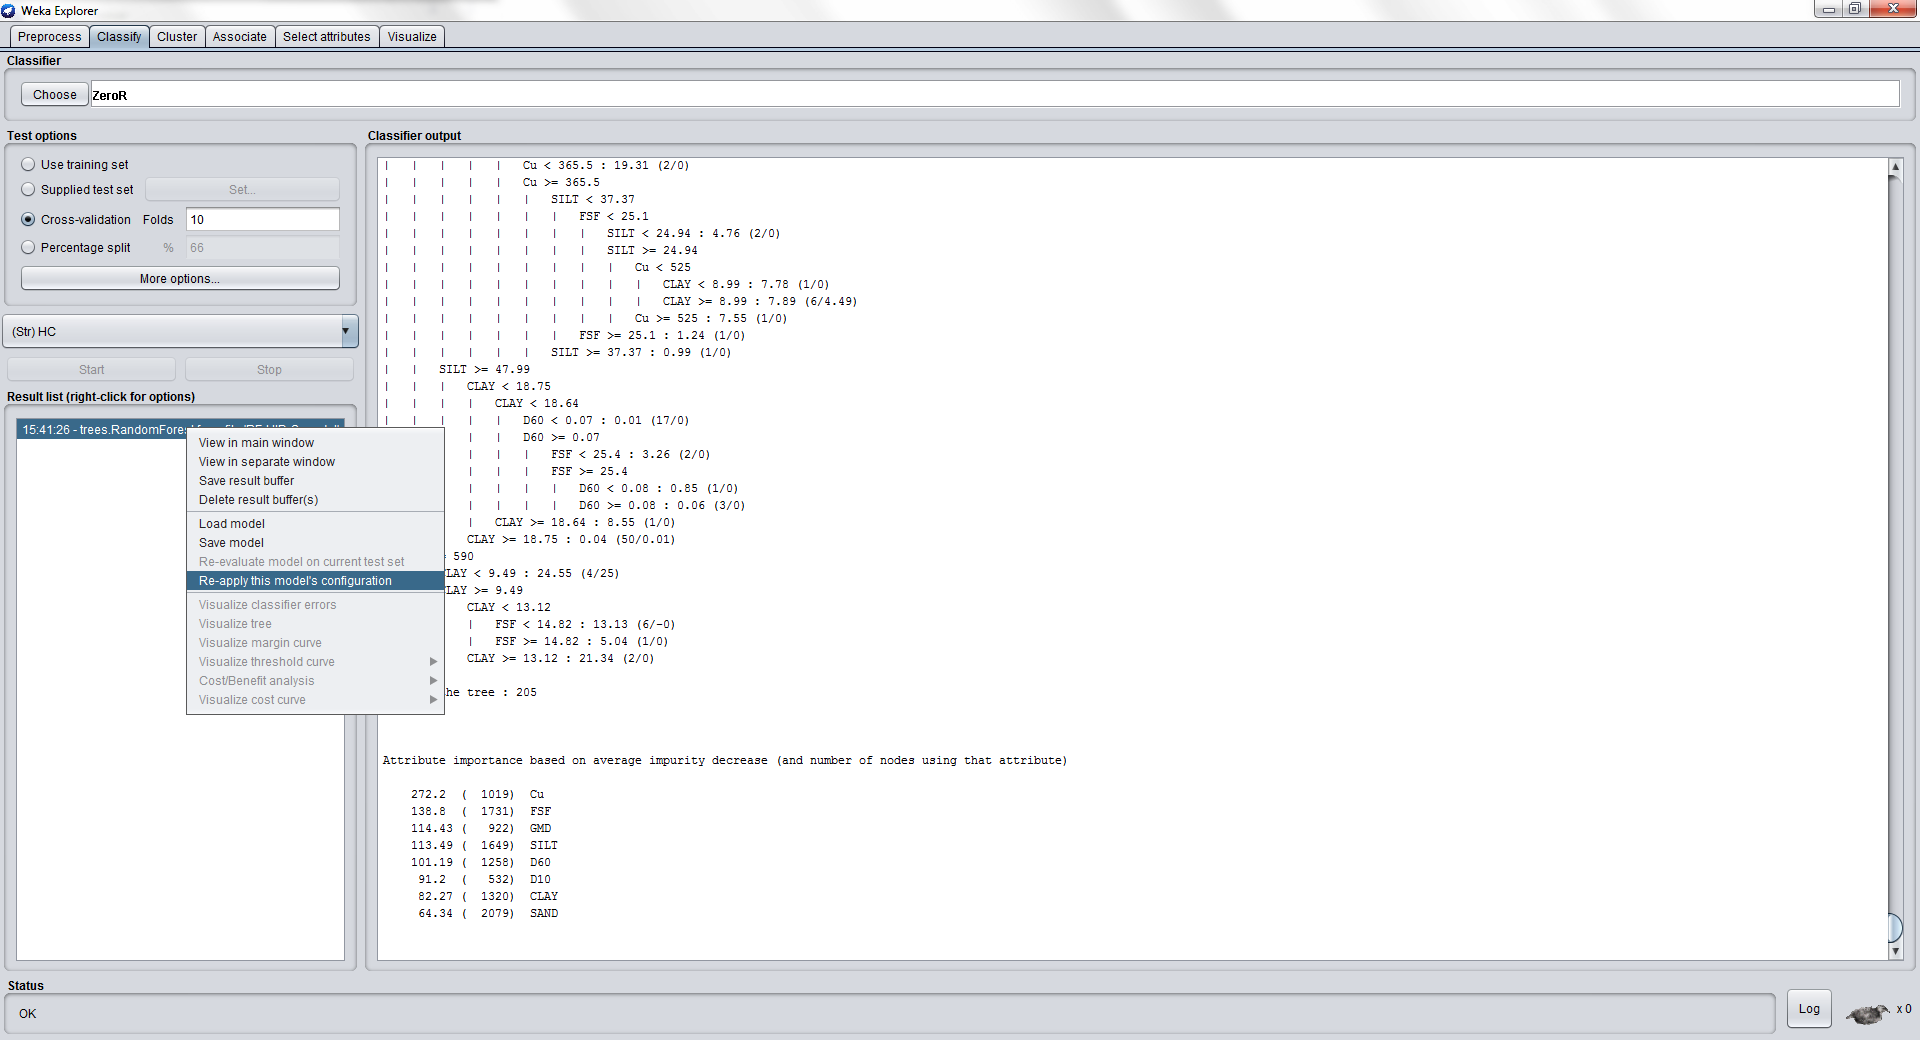 Weka Explorer
Preprocess Classify Cluster Associate Select attributes Visualize
Classifier
Choose ZeroR
Test options
Use training set
Supplied test set Set...
Cross-validation Folds 10
Percentage split % 66
More options...
(Str) HC
Start Stop
Result list (right-click for options)
15:41:26 - trees.RandomFores
View in main window
View in separate window
Save result buffer
Delete result buffer(s)
Load model
Save model
Re-evaluate model on current test set
Re-apply this model's configuration
Visualize classifier errors
Visualize tree
Visualize margin curve
Visualize threshold curve
Cost/Benefit analysis
Visualize cost curve
Classifier output
| | | | | Cu < 365.5 : 19.31 (2/0)
| | | | | Cu >= 365.5
| | | | | | SILT < 37.37
| | | | | | | FSF < 25.1
| | | | | | | | SILT < 24.94 : 4.76 (2/0)
| | | | | | | | SILT >= 24.94
| | | | | | | | | Cu < 525
| | | | | | | | | | CLAY < 8.99 : 7.78 (1/0)
| | | | | | | | | | CLAY >= 8.99 : 7.89 (6/4.49)
| | | | | | | | | Cu >= 525 : 7.55 (1/0)
| | | | | | | FSF >= 25.1 : 1.24 (1/0)
| | | | | | SILT >= 37.37 : 0.99 (1/0)
| | SILT >= 47.99
| | | CLAY < 18.75
| | | | CLAY < 18.64
| | | | | D60 < 0.07 : 0.01 (17/0)
| | | D60 >= 0.07
| | | | FSF < 25.4 : 3.26 (2/0)
| | | | FSF >= 25.4
| | | | | D60 < 0.08 : 0.85 (1/0)
| | | | | D60 >= 0.08 : 0.06 (3/0)
| CLAY >= 18.64 : 8.55 (1/0)
CLAY >= 18.75 : 0.04 (50/0.01)
= 590
LAY < 9.49 : 24.55 (4/25)
LAY >= 9.49
CLAY < 13.12
| FSF < 14.82 : 13.13 (6/-0)
| FSF >= 14.82 : 5.04 (1/0)
CLAY >= 13.12 : 21.34 (2/0)
he tree : 205
Attribute importance based on average impurity decrease (and number of nodes using that attribute)
272.2 ( 1019) Cu
138.8 ( 1731) FSF
114.43 ( 922) GMD
113.49 ( 1649) SILT
101.19 ( 1258) D60
91.2 ( 532) D10
82.27 ( 1320) CLAY
64.34 ( 2079) SAND
Status
OK
Log x 0